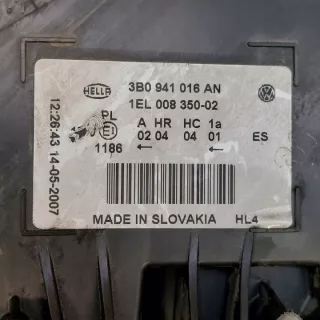 HELLA
3B0 941 016 AN
1EL 008 350-02
PL
A HR HC 1a
E1
02 04 04 01 ES
1186 ← ←
MADE IN SLOVAKIA HL4
12:26:43 14-05-2007